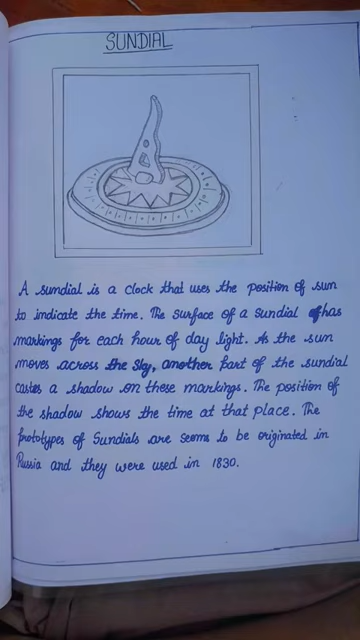 SUNDIAL
A sundial is a clock that uses the position of sun
to indicate the time. The surface of a sundial has
markings for each hour of day light. As the sun
moves across the sky, another part of the sundial
castes a shadow on these markings. The position of
the shadow shows the time at that place. The
prototypes of Sundials are seems to be originated in
Russia and they were used in 1830.